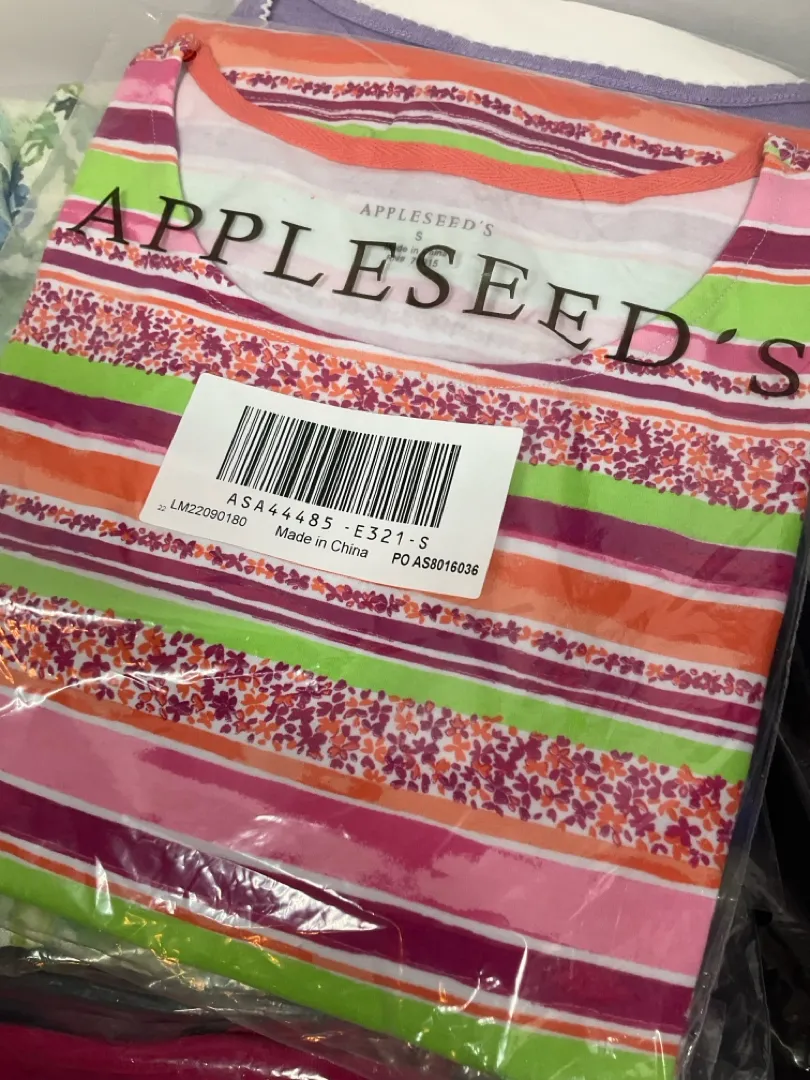 APPLESEED'S
S
APPLESEED'S
ASA44485 -E321-S
22 LM22090180
Made in China
PO AS8016036